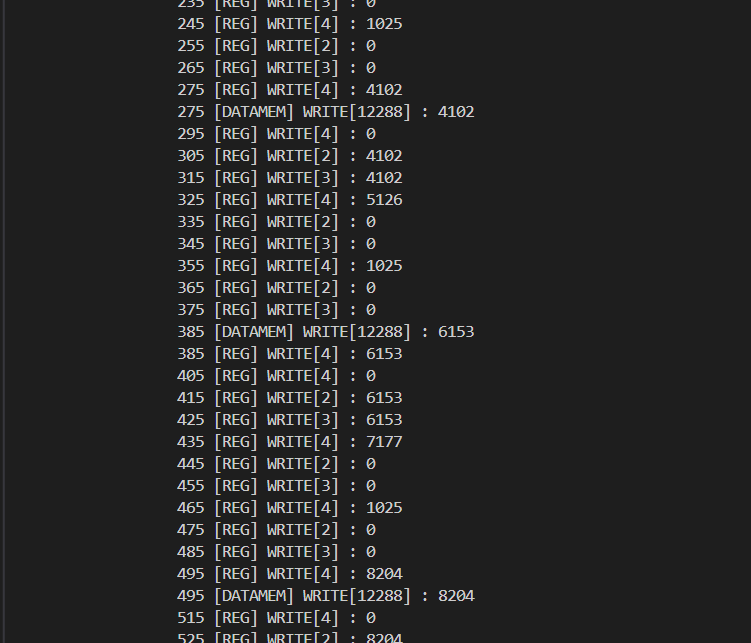 235 [REG] WRITE[3] : 0
245 [REG] WRITE[4] : 1025
255 [REG] WRITE[2] : 0
265 [REG] WRITE[3] : 0
275 [REG] WRITE[4] : 4102
275 [DATAMEM] WRITE[12288] : 4102
295 [REG] WRITE[4] : 0
305 [REG] WRITE[2] : 4102
315 [REG] WRITE[3] : 4102
325 [REG] WRITE[4] : 5126
335 [REG] WRITE[2] : 0
345 [REG] WRITE[3] : 0
355 [REG] WRITE[4] : 1025
365 [REG] WRITE[2] : 0
375 [REG] WRITE[3] : 0
385 [DATAMEM] WRITE[12288] : 6153
385 [REG] WRITE[4] : 6153
405 [REG] WRITE[4] : 0
415 [REG] WRITE[2] : 6153
425 [REG] WRITE[3] : 6153
435 [REG] WRITE[4] : 7177
445 [REG] WRITE[2] : 0
455 [REG] WRITE[3] : 0
465 [REG] WRITE[4] : 1025
475 [REG] WRITE[2] : 0
485 [REG] WRITE[3] : 0
495 [REG] WRITE[4] : 8204
495 [DATAMEM] WRITE[12288] : 8204
515 [REG] WRITE[4] : 0
525 [REG] WRITE[2] : 8204